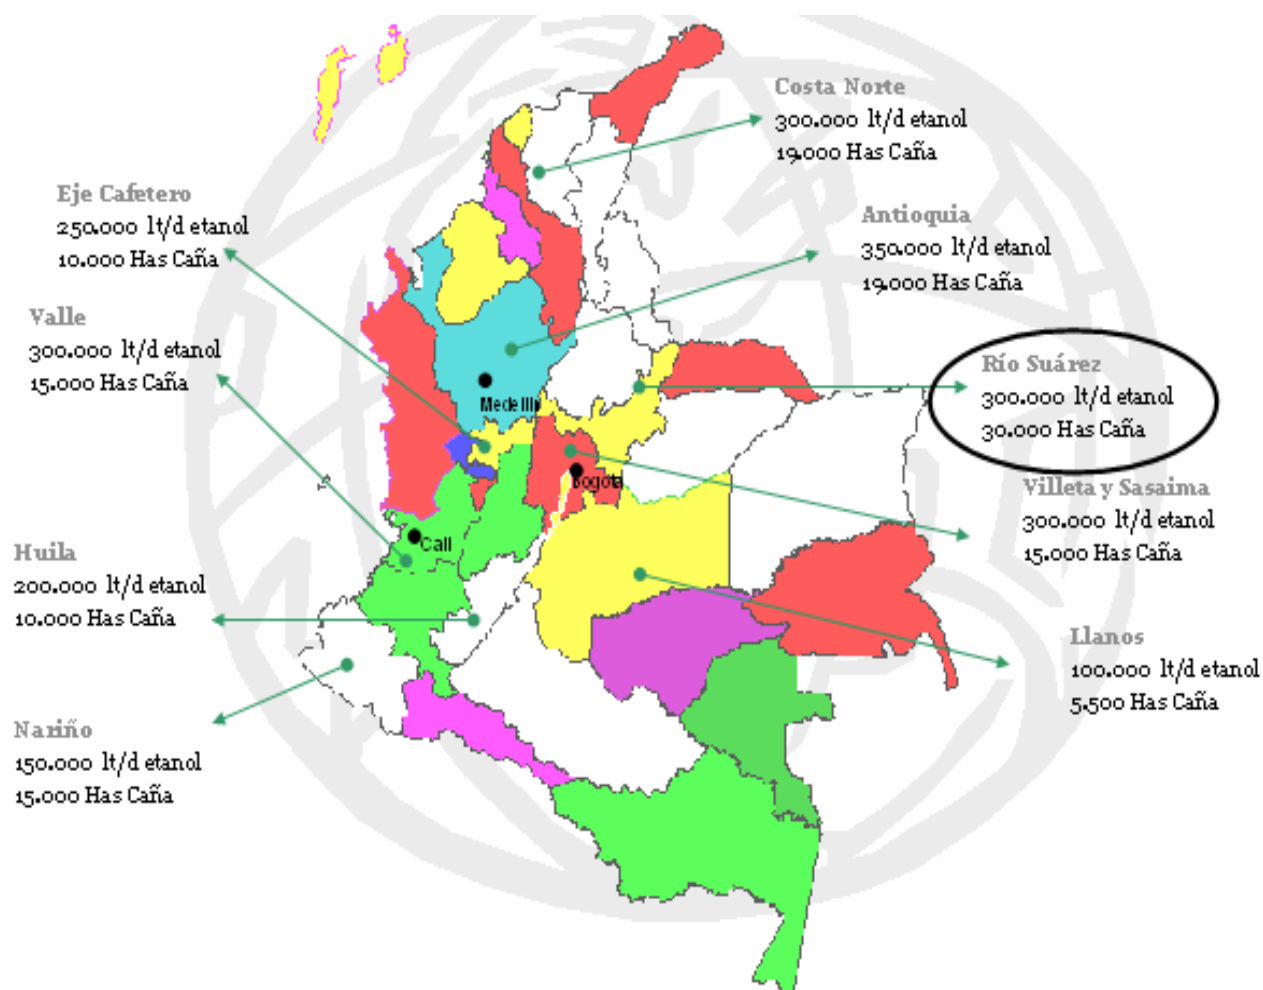 Costa Norte
300.000 lt/d etanol
19.000 Has Caña
Eje Cafetero
250.000 lt/d etanol
10.000 Has Caña
Antioquia
350.000 lt/d etanol
19.000 Has Caña
Valle
300.000 lt/d etanol
15.000 Has Caña
Río Suárez
300.000 lt/d etanol
30.000 Has Caña
Medellin
Bogota
Villeta y Sasaima
300.000 lt/d etanol
15.000 Has Caña
Cali
Huila
200.000 lt/d etanol
10.000 Has Caña
Llanos
100.000 lt/d etanol
5.500 Has Caña
Nariño
150.000 lt/d etanol
15.000 Has Caña